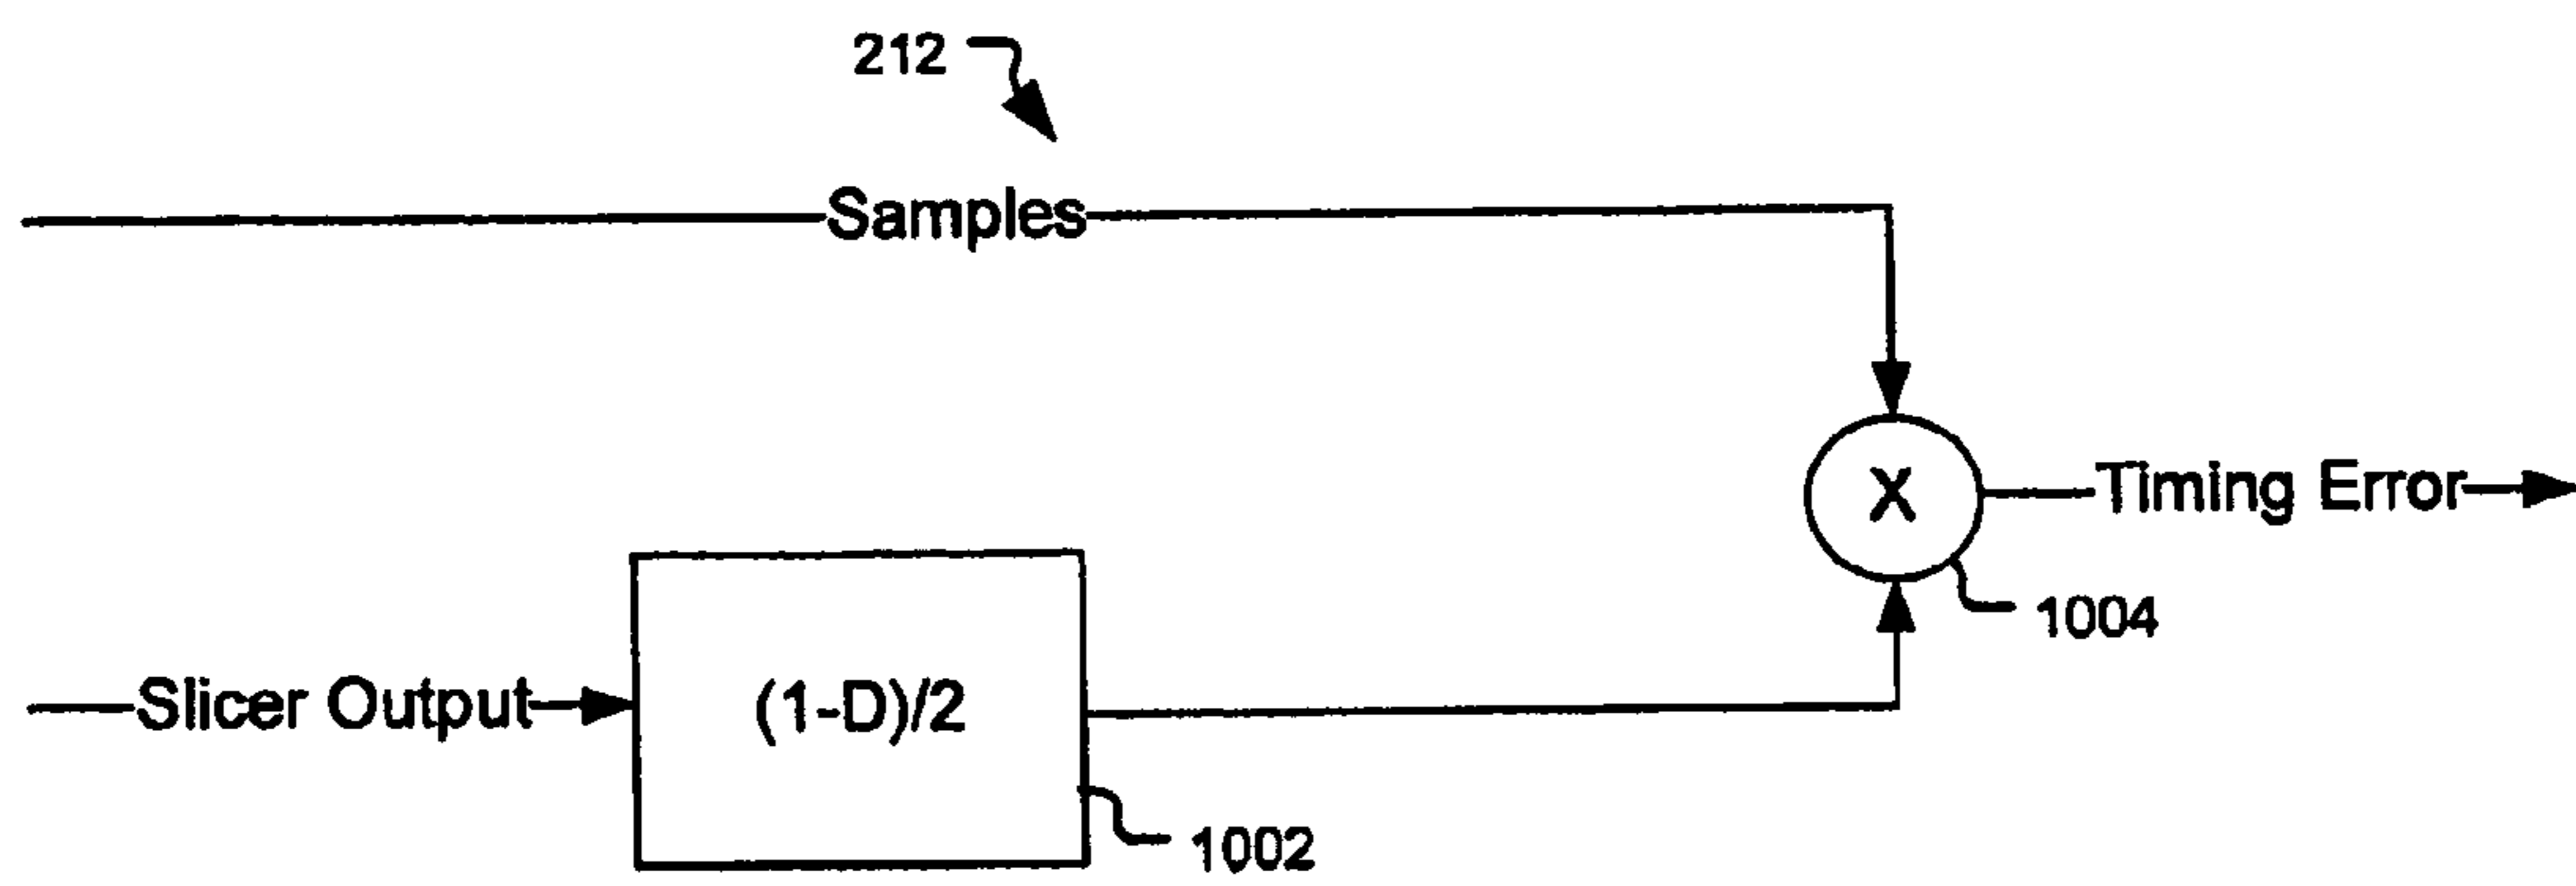 212
Samples
X
Timing Error
1004
Slicer Output
(1-D)/2
1002